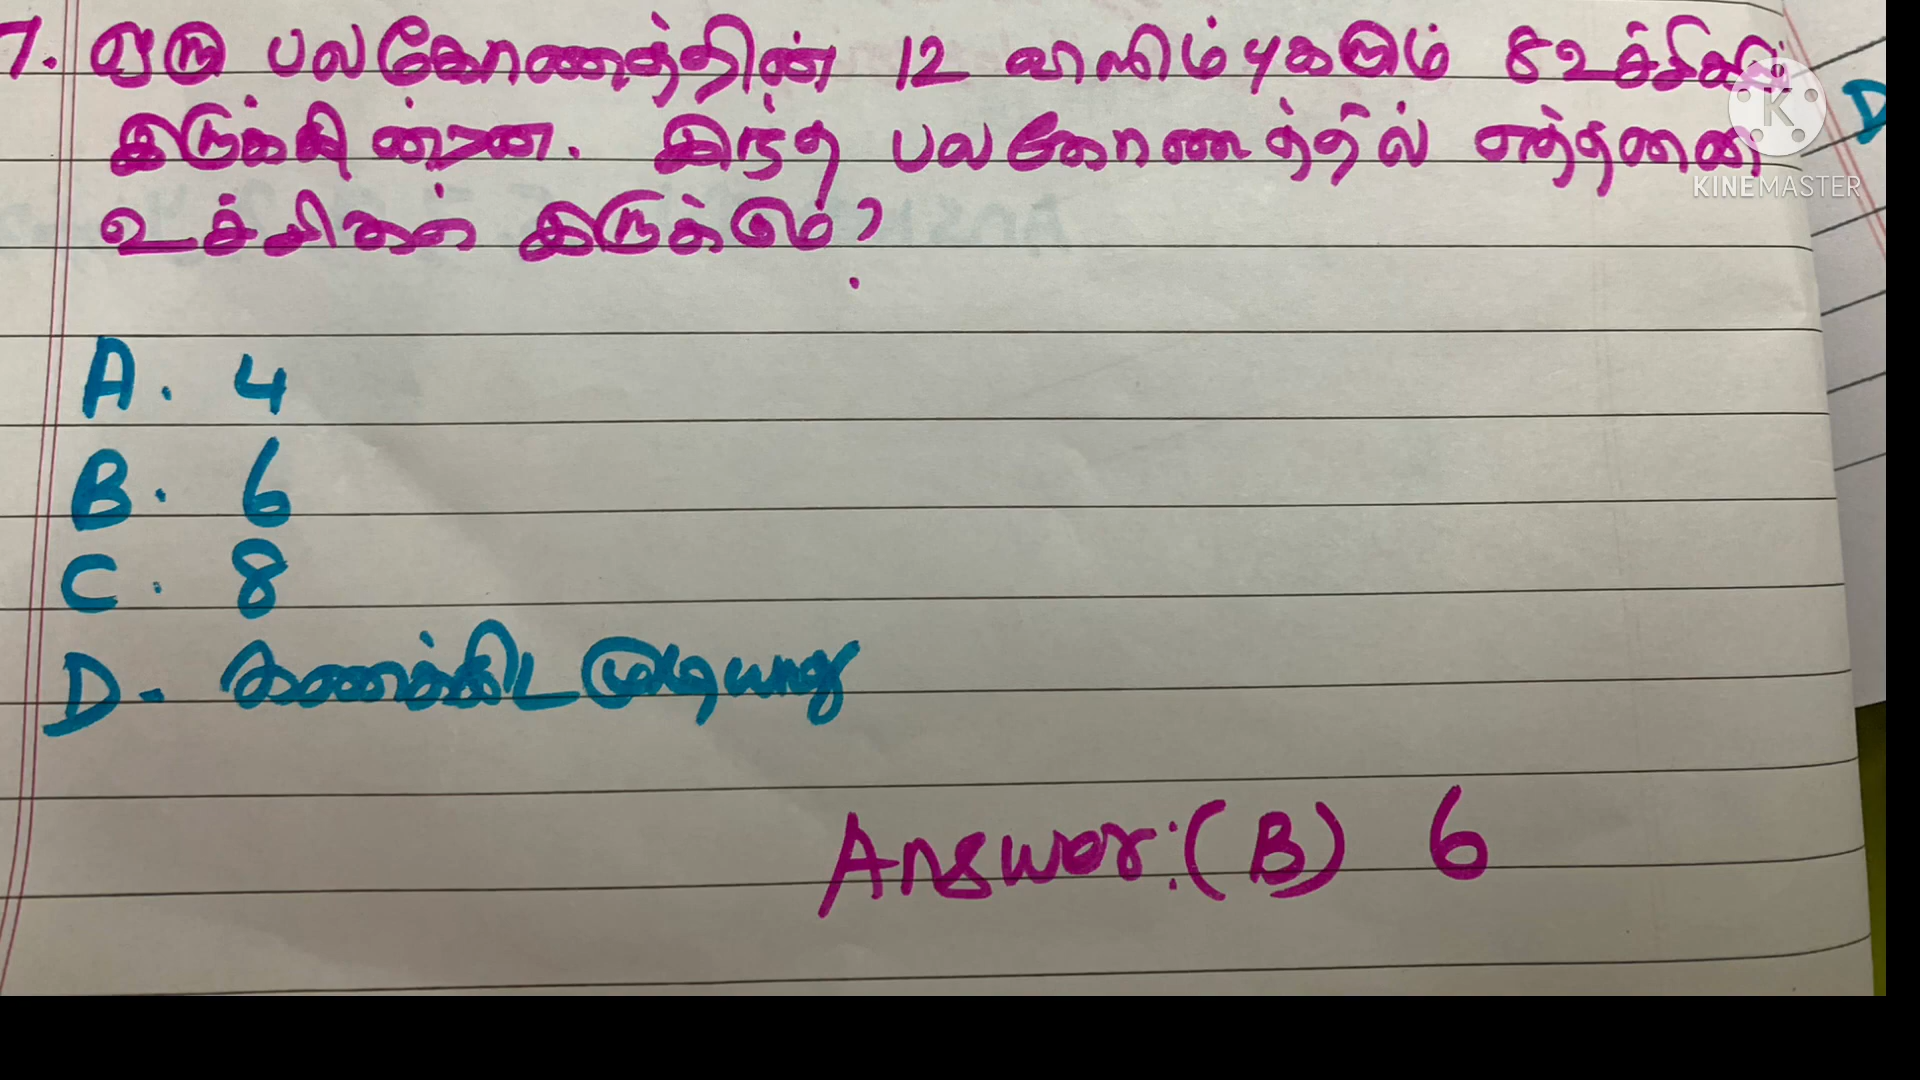 7. ஒரு பலகோணத்தின் 12 விளிம்புகளும் 8 உச்சிகள்
இருக்கின்றன. இந்த பலகோணத்தில் எத்தனை
உச்சிகள் இருக்கும்?
A. 4
B. 6
C. 8
D. கணக்கிட முடியாது
Answer: (B) 6
D
K
KINEMASTER